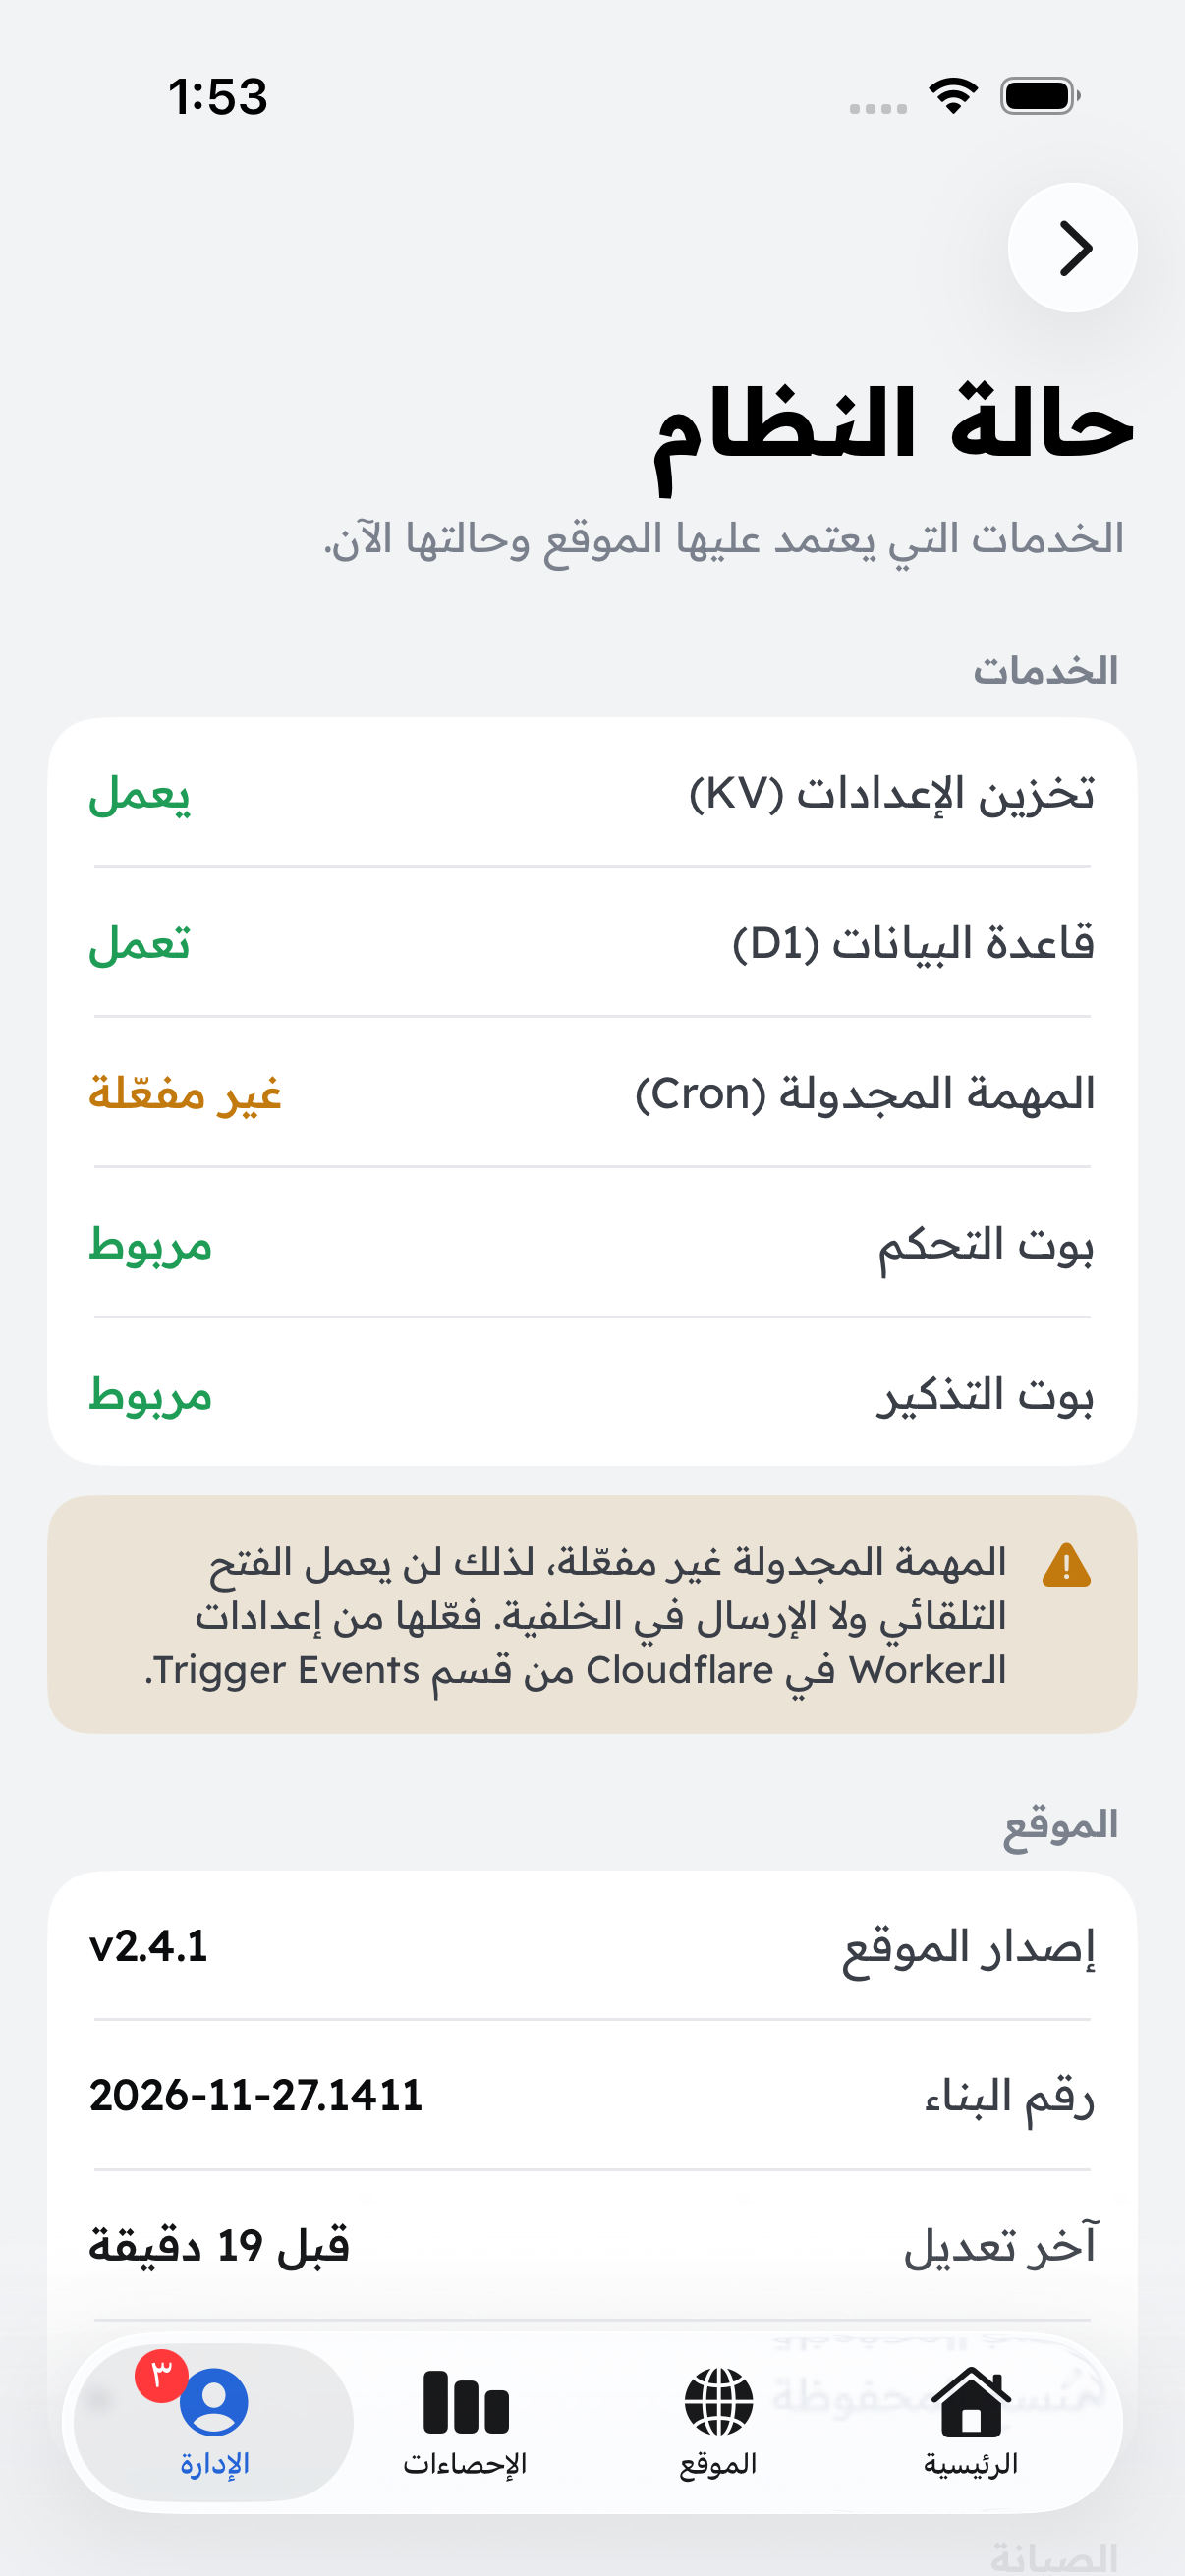 1:53
حالة النظام
الخدمات التي يعتمد عليها الموقع وحالتها الآن.
الخدمات
تخزين الإعدادات (KV) يعمل
قاعدة البيانات (D1) تعمل
المهمة المجدولة (Cron) غير مفعّلة
بوت التحكم مربوط
بوت التذكير مربوط
المهمة المجدولة غير مفعّلة، لذلك لن يعمل الفتح
التلقائي ولا الإرسال في الخلفية. فعّلها من إعدادات
الـWorker في Cloudflare من قسم Trigger Events.
الموقع
إصدار الموقع v2.4.1
رقم البناء 2026-11-27.1411
آخر تعديل قبل 19 دقيقة
المحفوظة
٣
الرئيسية الموقع الإحصاءات الإدارة
الصيانة